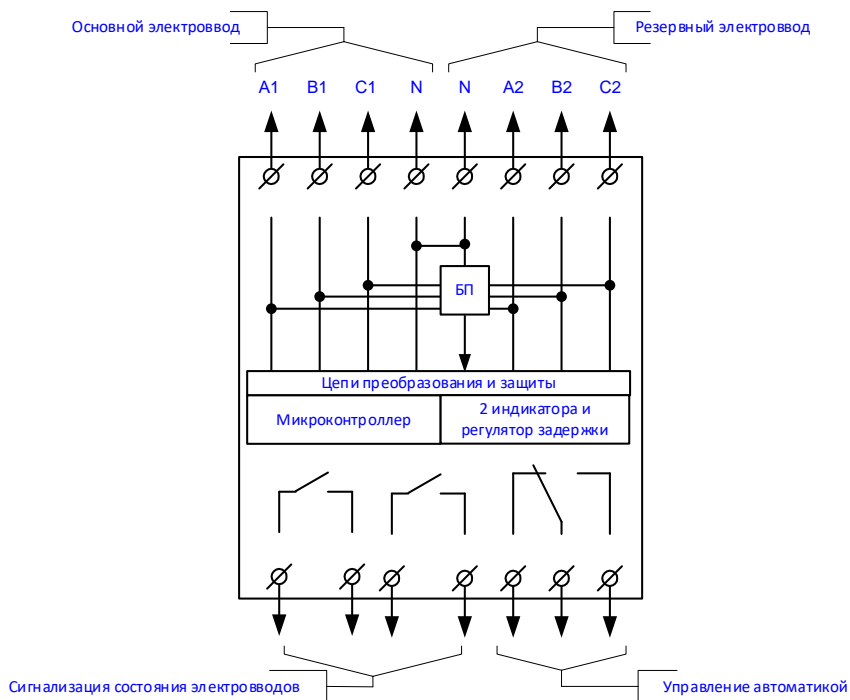 Основной электроввод
Резервный электроввод
A1 B1 C1 N N A2 B2 C2
БП
Цепи преобразования и защиты
Микроконтроллер
2 индикатора и
регулятор задержки
Сигнализация состояния электровводов
Управление автоматикой